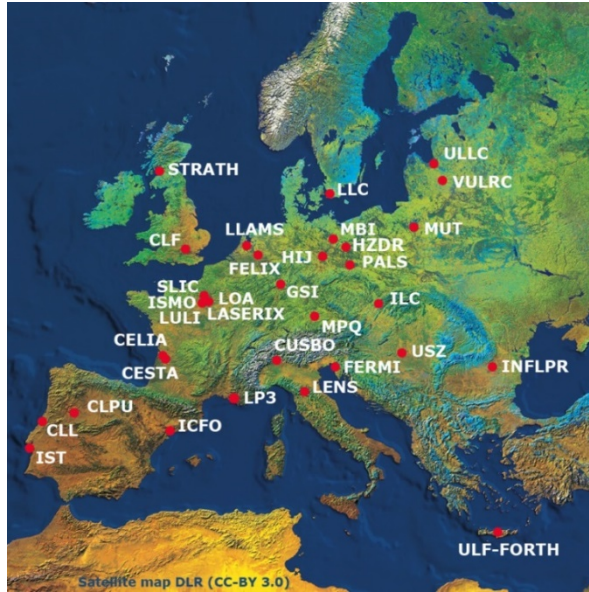 ULLC
STRATH
VULRC
LLC
LLAMS
MBI
MUT
CLF
HZDR
HIJ
FELIX
PALS
SLIC
GSI
ISMO
LOA
ILC
LULI
LASERIX
MPQ
CELIA
CUSBO
USZ
CESTA
FERMI
INFLPR
LENS
LP3
CLPU
CLL
ICFO
IST
ULF-FORTH
Satellite map DLR (CC-BY 3.0)